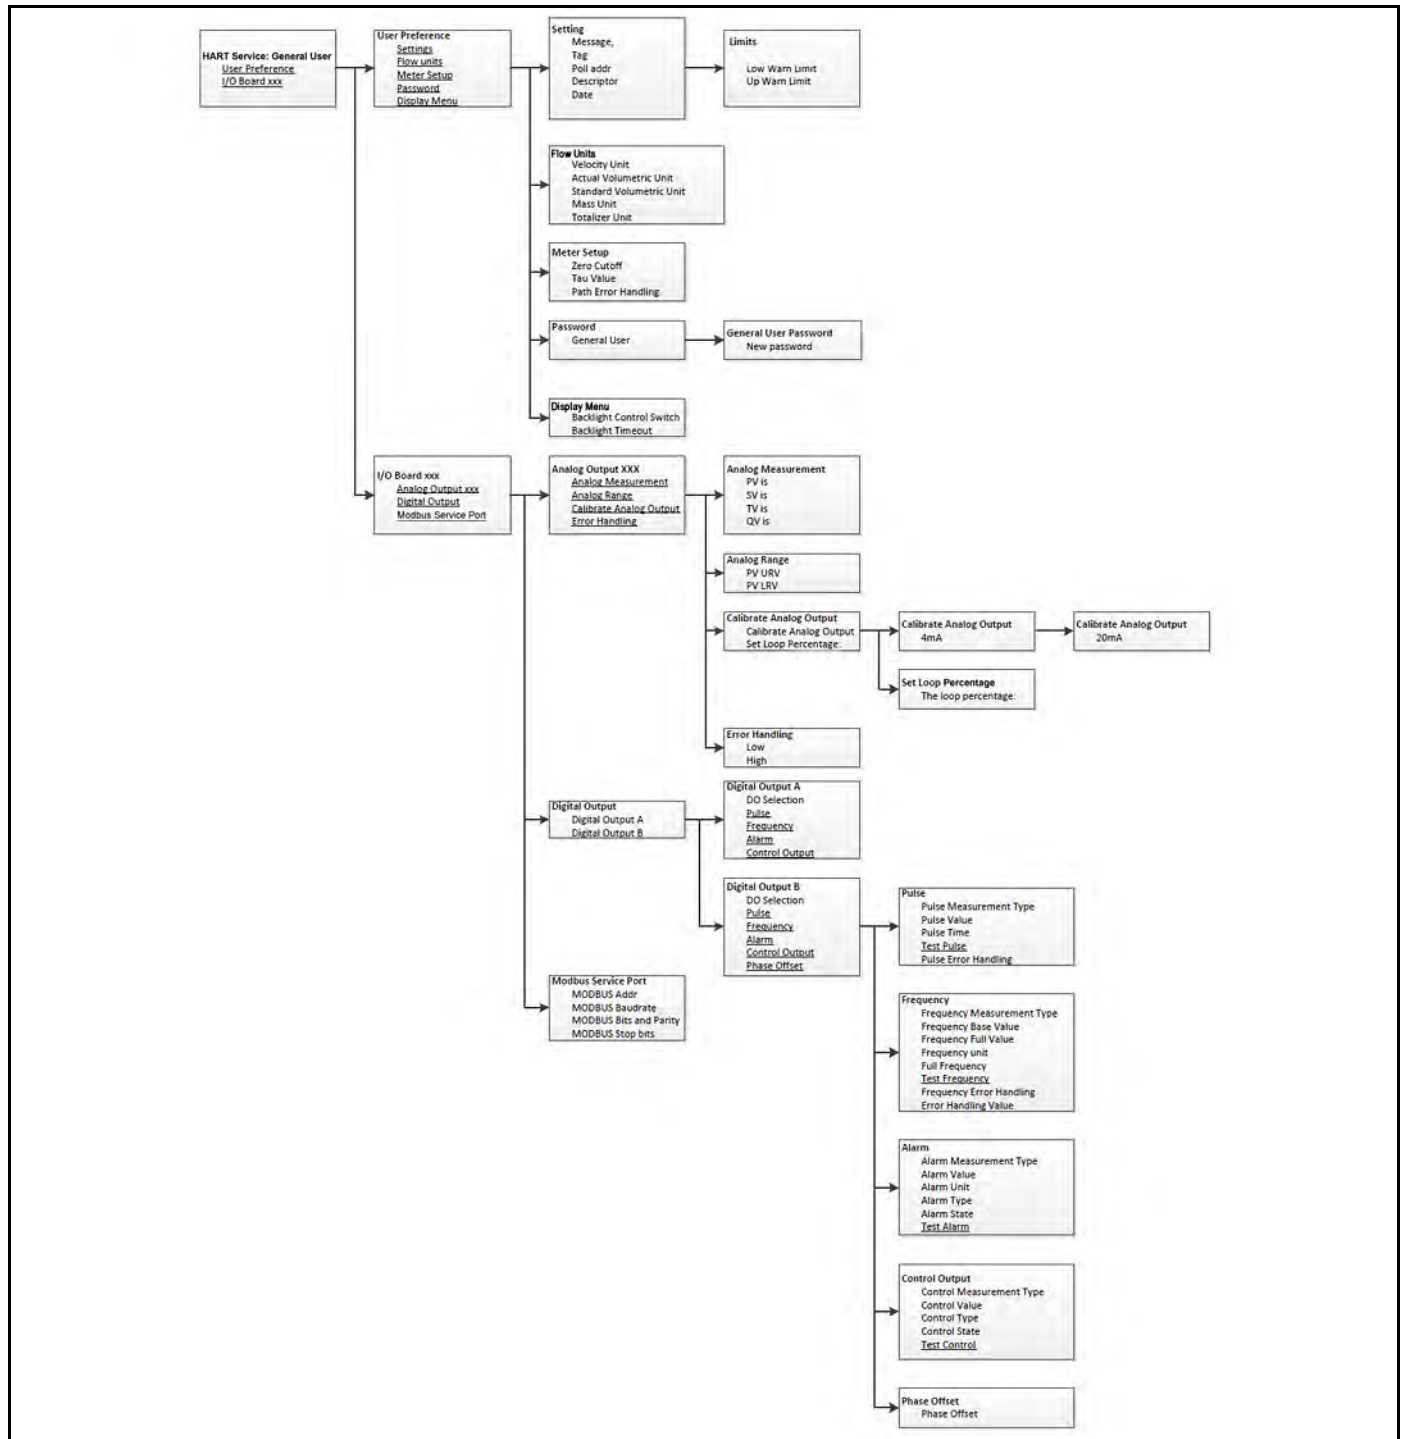 HART Service: General User
User Preference
I/O Board xxx
User Preference
Settings
Flow units
Meter Setup
Password
Display Menu
Setting
Message,
Tag
Poll addr
Descriptor
Date
Limits
Low Warn Limit
Up Warn Limit
Flow Units
Velocity Unit
Actual Volumetric Unit
Standard Volumetric Unit
Mass Unit
Totalizer Unit
Meter Setup
Zero Cutoff
Tau Value
Path Error Handling
Password
General User
General User Password
New password
Display Menu
Backlight Control Switch
Backlight Timeout
I/O Board xxx
Analog Output xxx
Digital Output
Modbus Service Port
Analog Output XXX
Analog Measurement
Analog Range
Calibrate Analog Output
Error Handling
Analog Measurement
PV is
SV is
TV is
QV is
Analog Range
PV URV
PV LRV
Calibrate Analog Output
Calibrate Analog Output
Set Loop Percentage:
Calibrate Analog Output
4mA
Calibrate Analog Output
20mA
Set Loop Percentage
The loop percentage:
Error Handling
Low
High
Digital Output
Digital Output A
Digital Output B
Digital Output A
DO Selection
Pulse
Frequency
Alarm
Control Output
Digital Output B
DO Selection
Pulse
Frequency
Alarm
Control Output
Phase Offset
Pulse
Pulse Measurement Type
Pulse Value
Pulse Time
Test Pulse
Pulse Error Handling
Modbus Service Port
MODBUS Addr
MODBUS Baudrate
MODBUS Bits and Parity
MODBUS Stop bits
Frequency
Frequency Measurement Type
Frequency Base Value
Frequency Full Value
Frequency unit
Full Frequency
Test Frequency
Frequency Error Handling
Error Handling Value
Alarm
Alarm Measurement Type
Alarm Value
Alarm Unit
Alarm Type
Alarm State
Test Alarm
Control Output
Control Measurement Type
Control Value
Control Type
Control State
Test Control
Phase Offset
Phase Offset